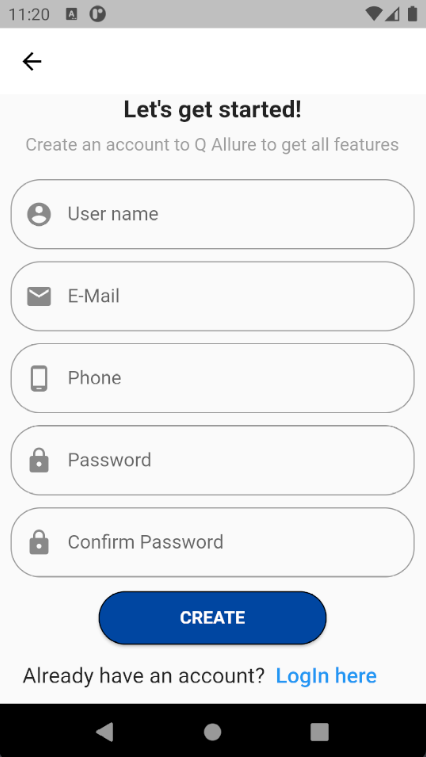 11:20
Let's get started!
Create an account to Q Allure to get all features
User name
E-Mail
Phone
Password
Confirm Password
CREATE
Already have an account? LogIn here